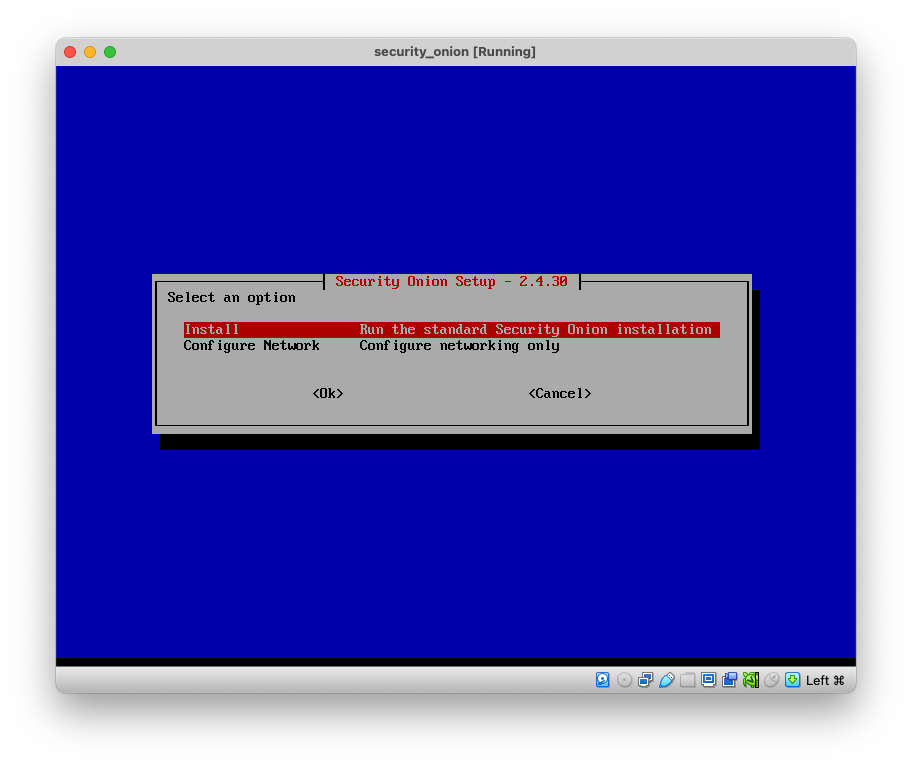 security_onion [Running]
Security Onion Setup - 2.4.30
Select an option
Install Run the standard Security Onion installation
Configure Network Configure networking only
<Ok> <Cancel>
Left ⌘